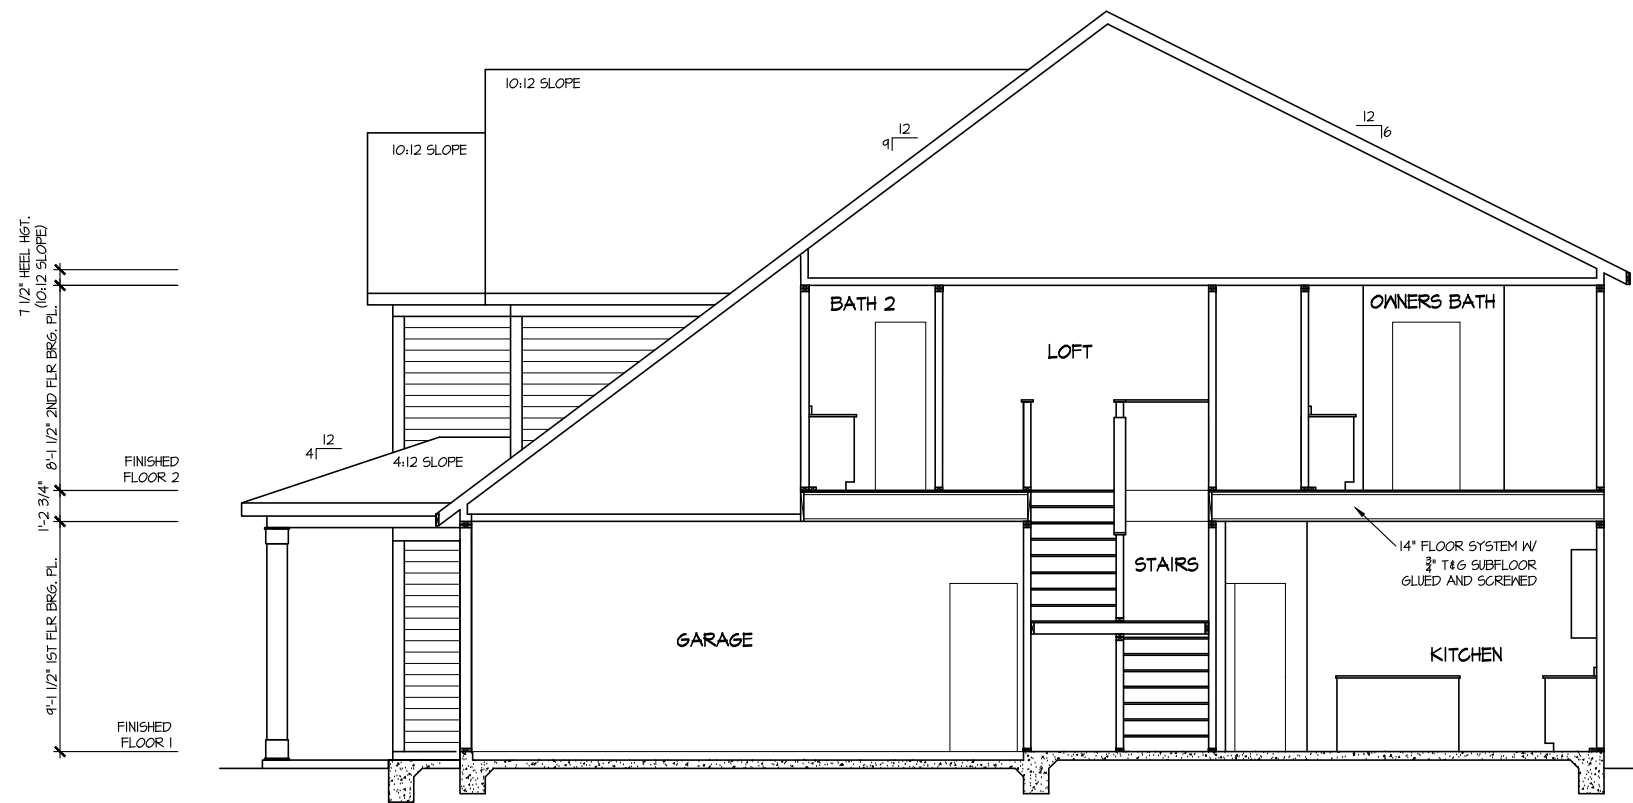 10:12 SLOPE
10:12 SLOPE
12
9
12
6
7 1/2" HEEL HGT.
(10:12 SLOPE)
8'-1 1/2" 2ND FLR BRG. PL.
1'-2 3/4"
9'-1 1/2" 1ST FLR BRG. PL.
BATH 2
OWNERS BATH
LOFT
12
4
4:12 SLOPE
FINISHED
FLOOR 2
14" FLOOR SYSTEM W/
3/4" T&G SUBFLOOR
GLUED AND SCREWED
STAIRS
GARAGE
KITCHEN
FINISHED
FLOOR 1